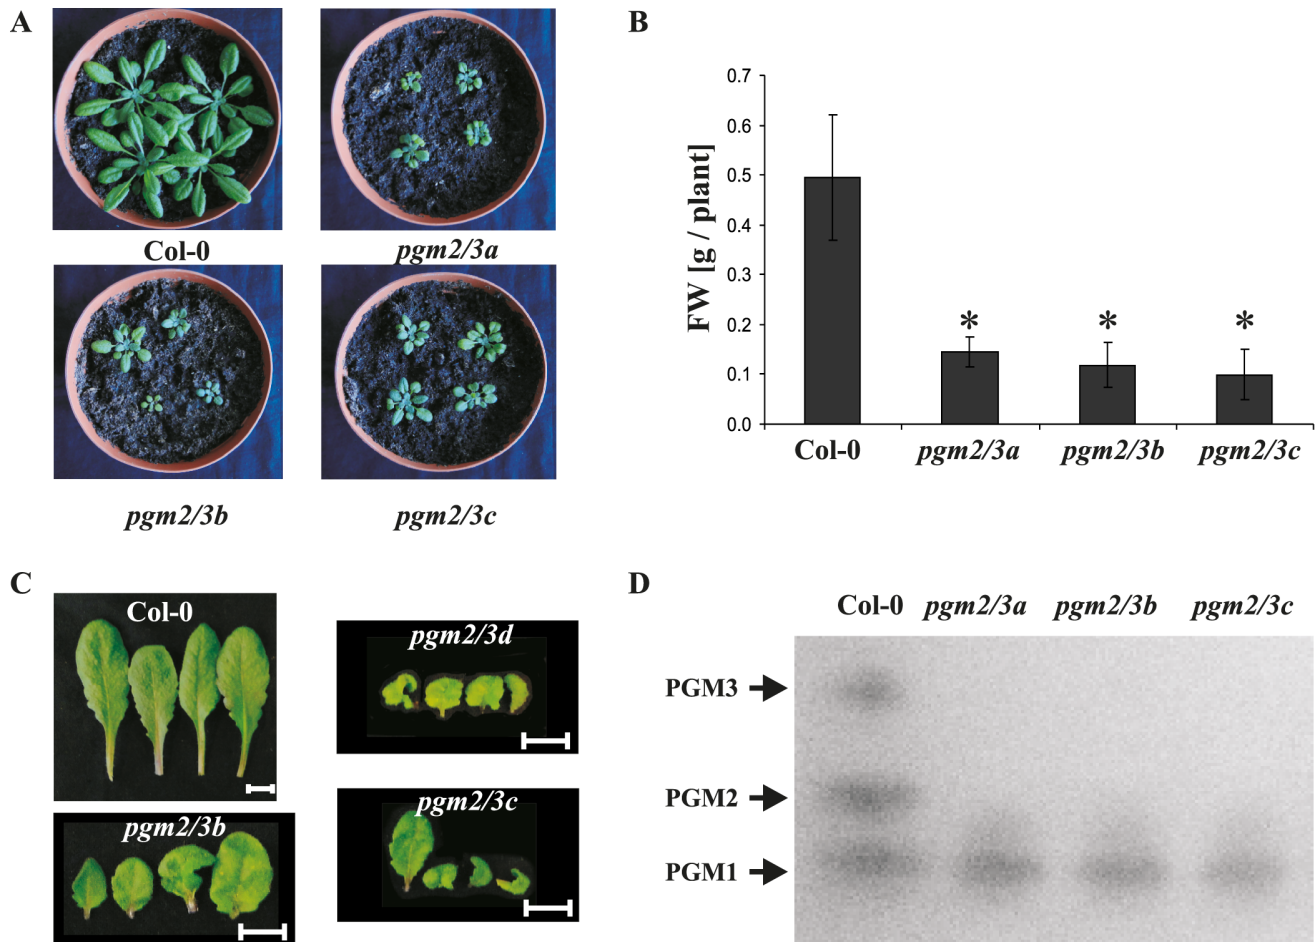 A
Col-0
pgm2/3a
pgm2/3b
pgm2/3c
B
FW [g / plant]
0.7
0.6
0.5
0.4
0.3
0.2
0.1
0.0
* * *
Col-0 pgm2/3a pgm2/3b pgm2/3c
C
Col-0
pgm2/3d
pgm2/3b
pgm2/3c
D
Col-0 pgm2/3a pgm2/3b pgm2/3c
PGM3
PGM2
PGM1